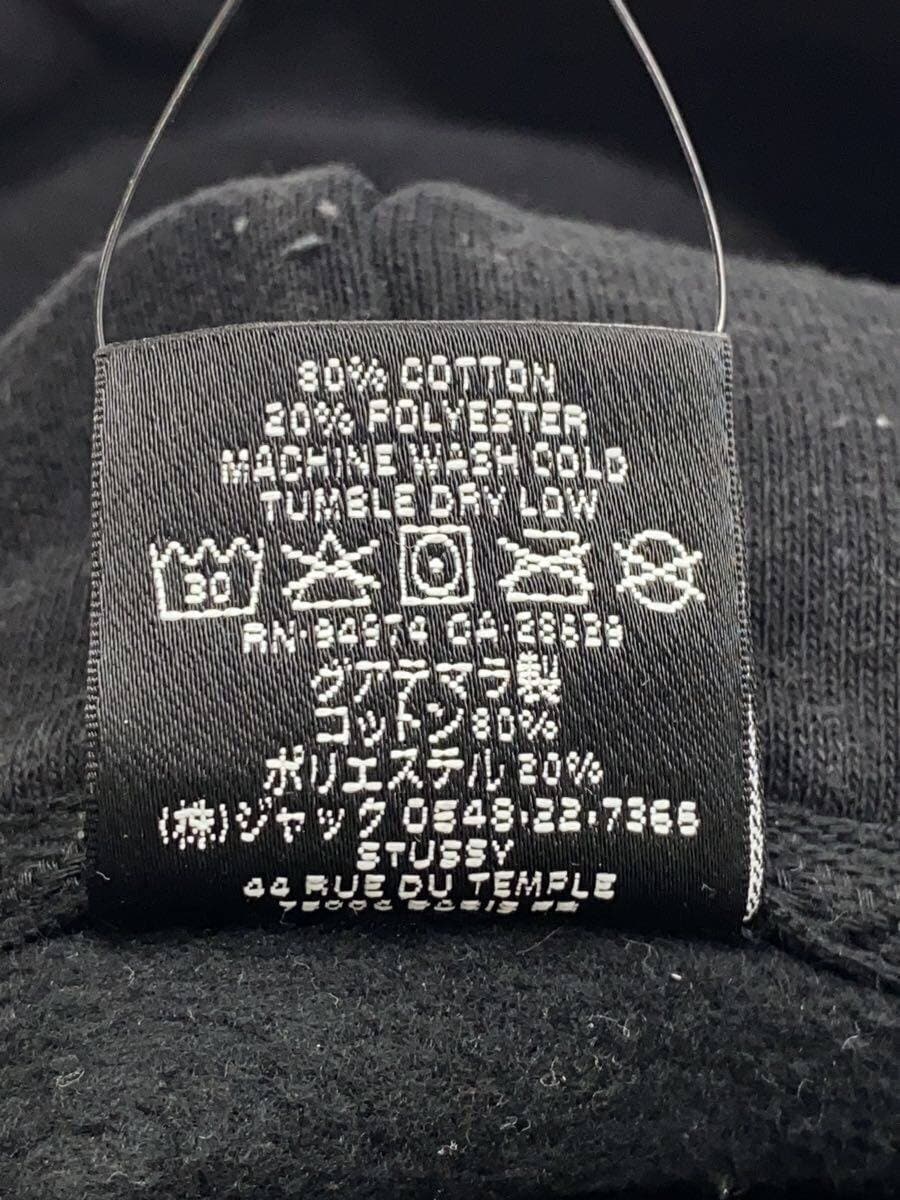 80% COTTON
20% POLYESTER
MACHINE WASH COLD
TUMBLE DRY LOW
30
RN·94974 CA·28628
グアテマラ製
コットン80%
ポリエステル20%
(株)ジャック 0548·22·7366
STUSSY
44 RUE DU TEMPLE